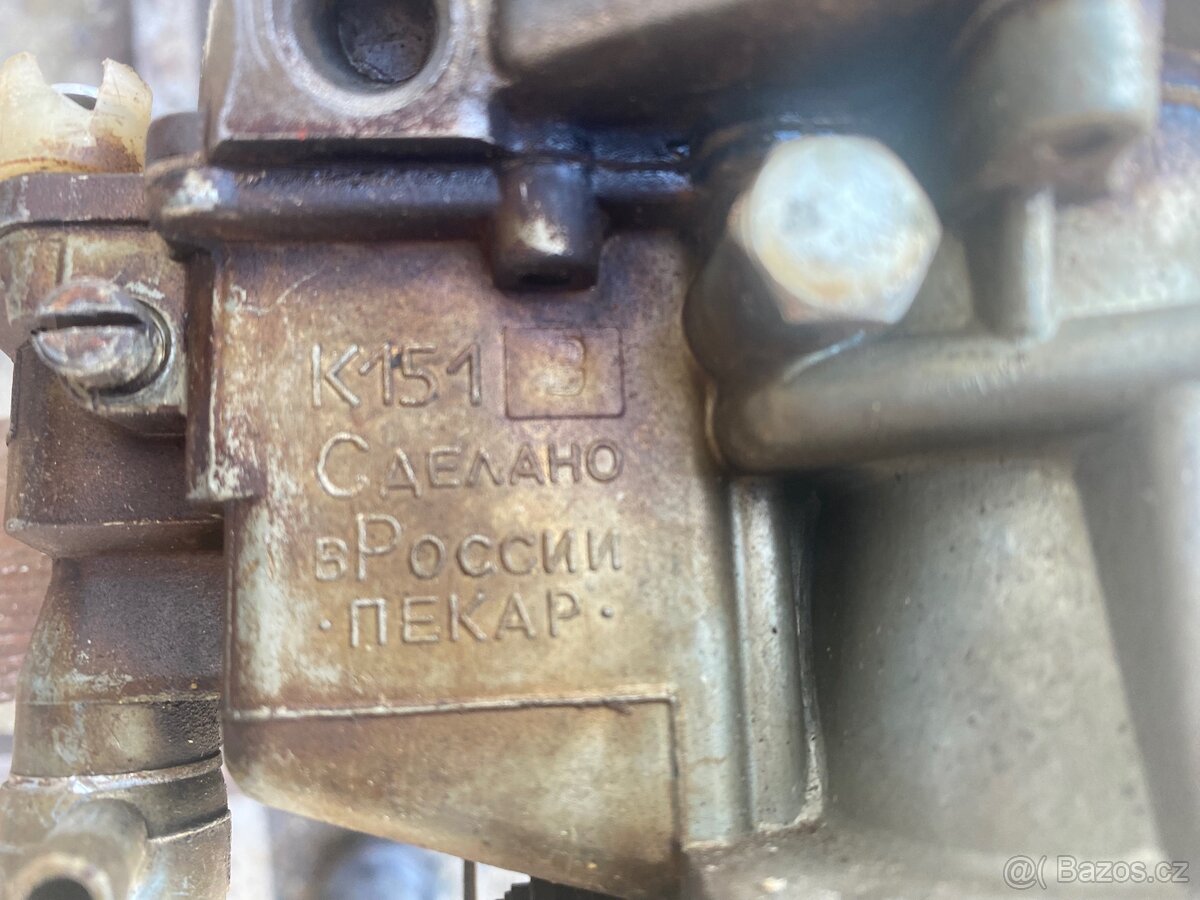 К151 В
СДЕЛАНО
вРОССИИ
·ПЕКАР·
@( Bazos.cz